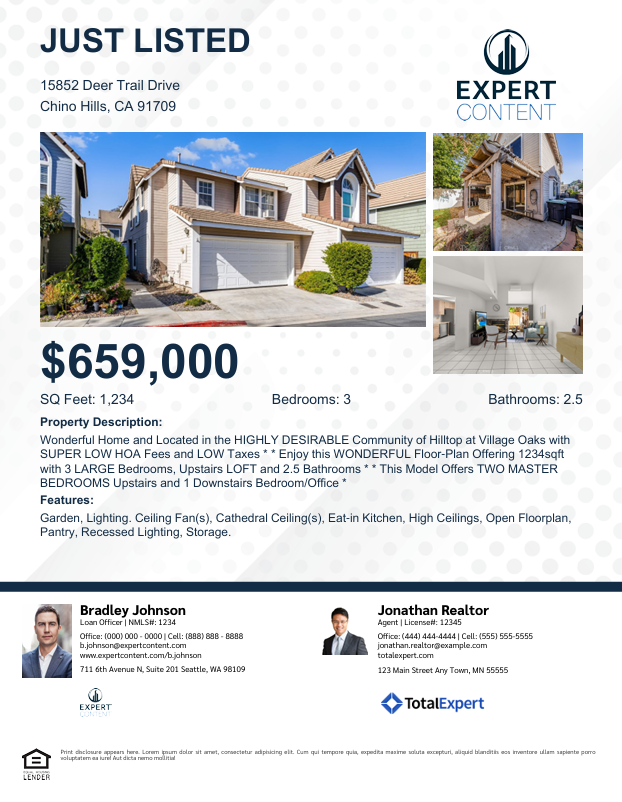 JUST LISTED
15852 Deer Trail Drive
Chino Hills, CA 91709
EXPERT
CONTENT
$659,000
SQ Feet: 1,234 Bedrooms: 3 Bathrooms: 2.5
Property Description:
Wonderful Home and Located in the HIGHLY DESIRABLE Community of Hilltop at Village Oaks with
SUPER LOW HOA Fees and LOW Taxes * * Enjoy this WONDERFUL Floor-Plan Offering 1234sqft
with 3 LARGE Bedrooms, Upstairs LOFT and 2.5 Bathrooms * * This Model Offers TWO MASTER
BEDROOMS Upstairs and 1 Downstairs Bedroom/Office *
Features:
Garden, Lighting. Ceiling Fan(s), Cathedral Ceiling(s), Eat-in Kitchen, High Ceilings, Open Floorplan,
Pantry, Recessed Lighting, Storage.
Bradley Johnson
Loan Officer | NMLS#: 1234
Office: (000) 000 - 0000 | Cell: (888) 888 - 8888
b.johnson@expertcontent.com
www.expertcontent.com/b.johnson
711 6th Avenue N, Suite 201 Seattle, WA 98109
EXPERT
CONTENT
Jonathan Realtor
Agent | License#: 12345
Office: (444) 444-4444 | Cell: (555) 555-5555
jonathan.realtor@example.com
totalexpert.com
123 Main Street Any Town, MN 55555
TotalExpert
EQUAL HOUSING
LENDER
Print disclosure appears here. Lorem ipsum dolor sit amet, consectetur adipisicing elit. Cum qui tempore quia, expedita maxime soluta excepturi, aliquid blanditiis eos inventore ullam sapiente porro
voluptatem ea iure! Aut dicta nemo mollitia!